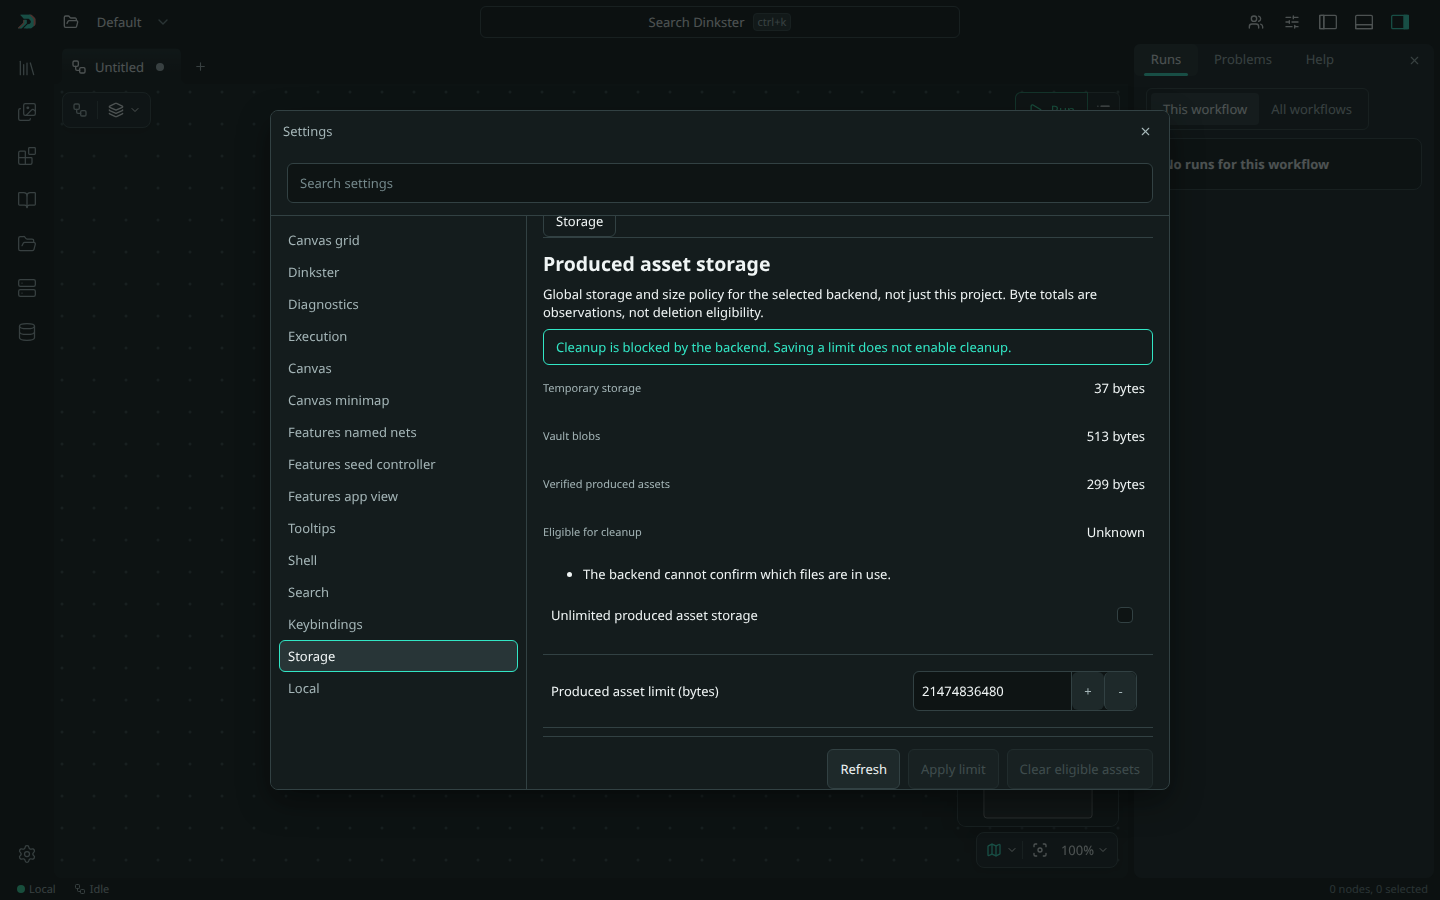 Default
Search Dinkster ctrl+k
Untitled
+
Runs Problems Help
This workflow All workflows
No runs for this workflow
Settings
Search settings
Canvas grid
Dinkster
Diagnostics
Execution
Canvas
Canvas minimap
Features named nets
Features seed controller
Features app view
Tooltips
Shell
Search
Keybindings
Storage
Local
Storage
Produced asset storage
Global storage and size policy for the selected backend, not just this project. Byte totals are
observations, not deletion eligibility.
Cleanup is blocked by the backend. Saving a limit does not enable cleanup.
Temporary storage 37 bytes
Vault blobs 513 bytes
Verified produced assets 299 bytes
Eligible for cleanup Unknown
• The backend cannot confirm which files are in use.
Unlimited produced asset storage
Produced asset limit (bytes) 21474836480 + -
Refresh Apply limit Clear eligible assets
100%
Local Idle
0 nodes, 0 selected